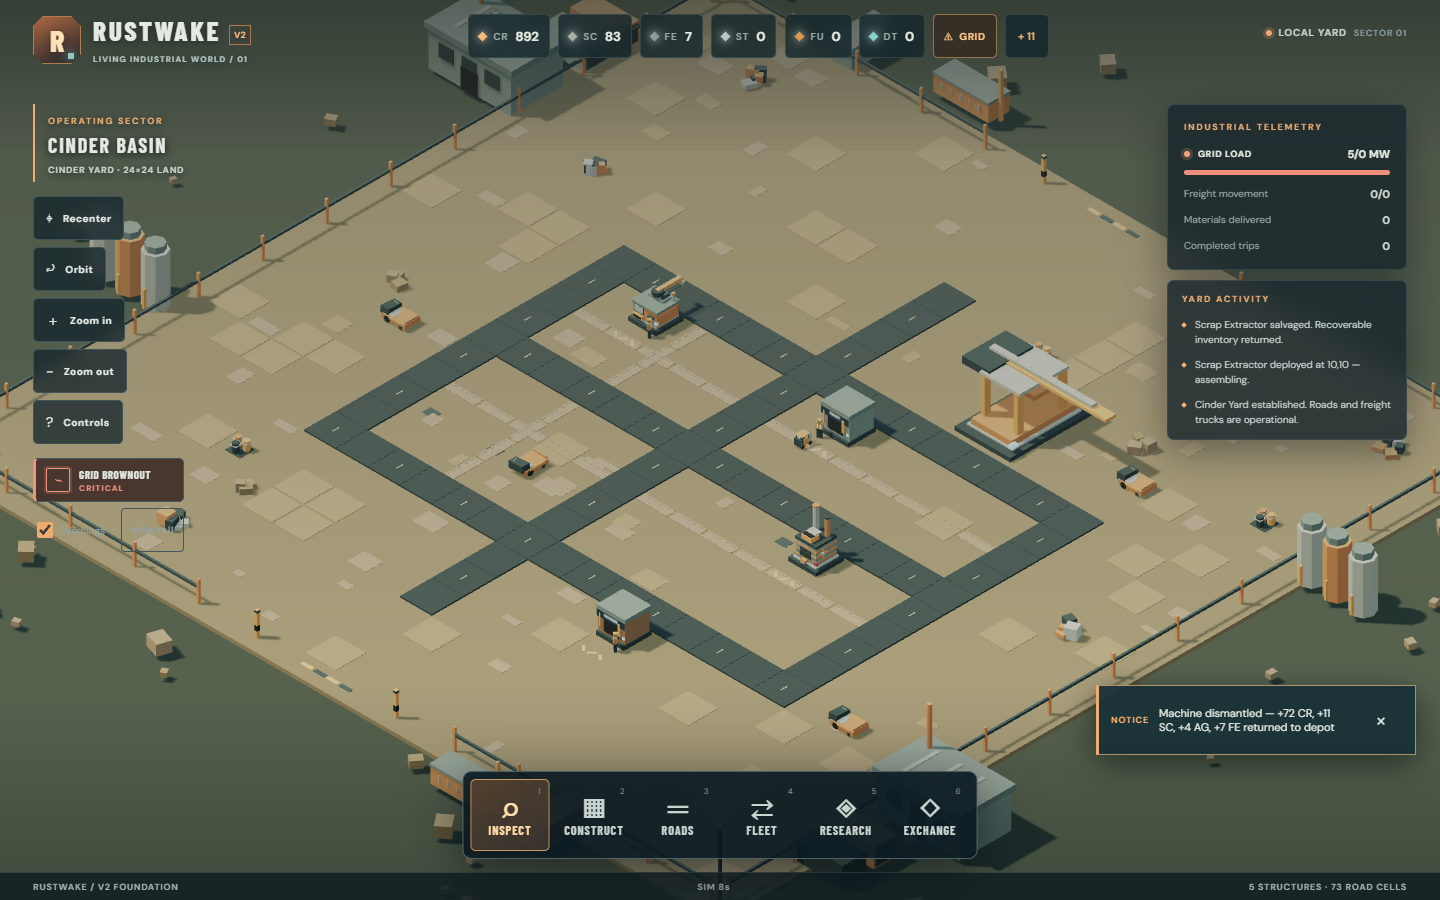 R RUSTWAKE V2
LIVING INDUSTRIAL WORLD / 01
CR 892 SC 83 FE 7 ST 0 FU 0 DT 0 GRID +11
LOCAL YARD SECTOR 01
OPERATING SECTOR
CINDER BASIN
CINDER YARD · 24×24 LAND
Recenter
Orbit
+ Zoom in
− Zoom out
? Controls
GRID BROWNOUT
CRITICAL
INDUSTRIAL TELEMETRY
GRID LOAD 5/0 MW
Freight movement 0/0
Materials delivered 0
Completed trips 0
YARD ACTIVITY
Scrap Extractor salvaged. Recoverable
inventory returned.
Scrap Extractor deployed at 10,10 —
assembling.
Cinder Yard established. Roads and freight
trucks are operational.
NOTICE
Machine dismantled — +72 CR, +11
SC, +4 AG, +7 FE returned to depot
×
1 INSPECT
2 CONSTRUCT
3 ROADS
4 FLEET
5 RESEARCH
6 EXCHANGE
RUSTWAKE / V2 FOUNDATION
SIM 8s
5 STRUCTURES · 73 ROAD CELLS